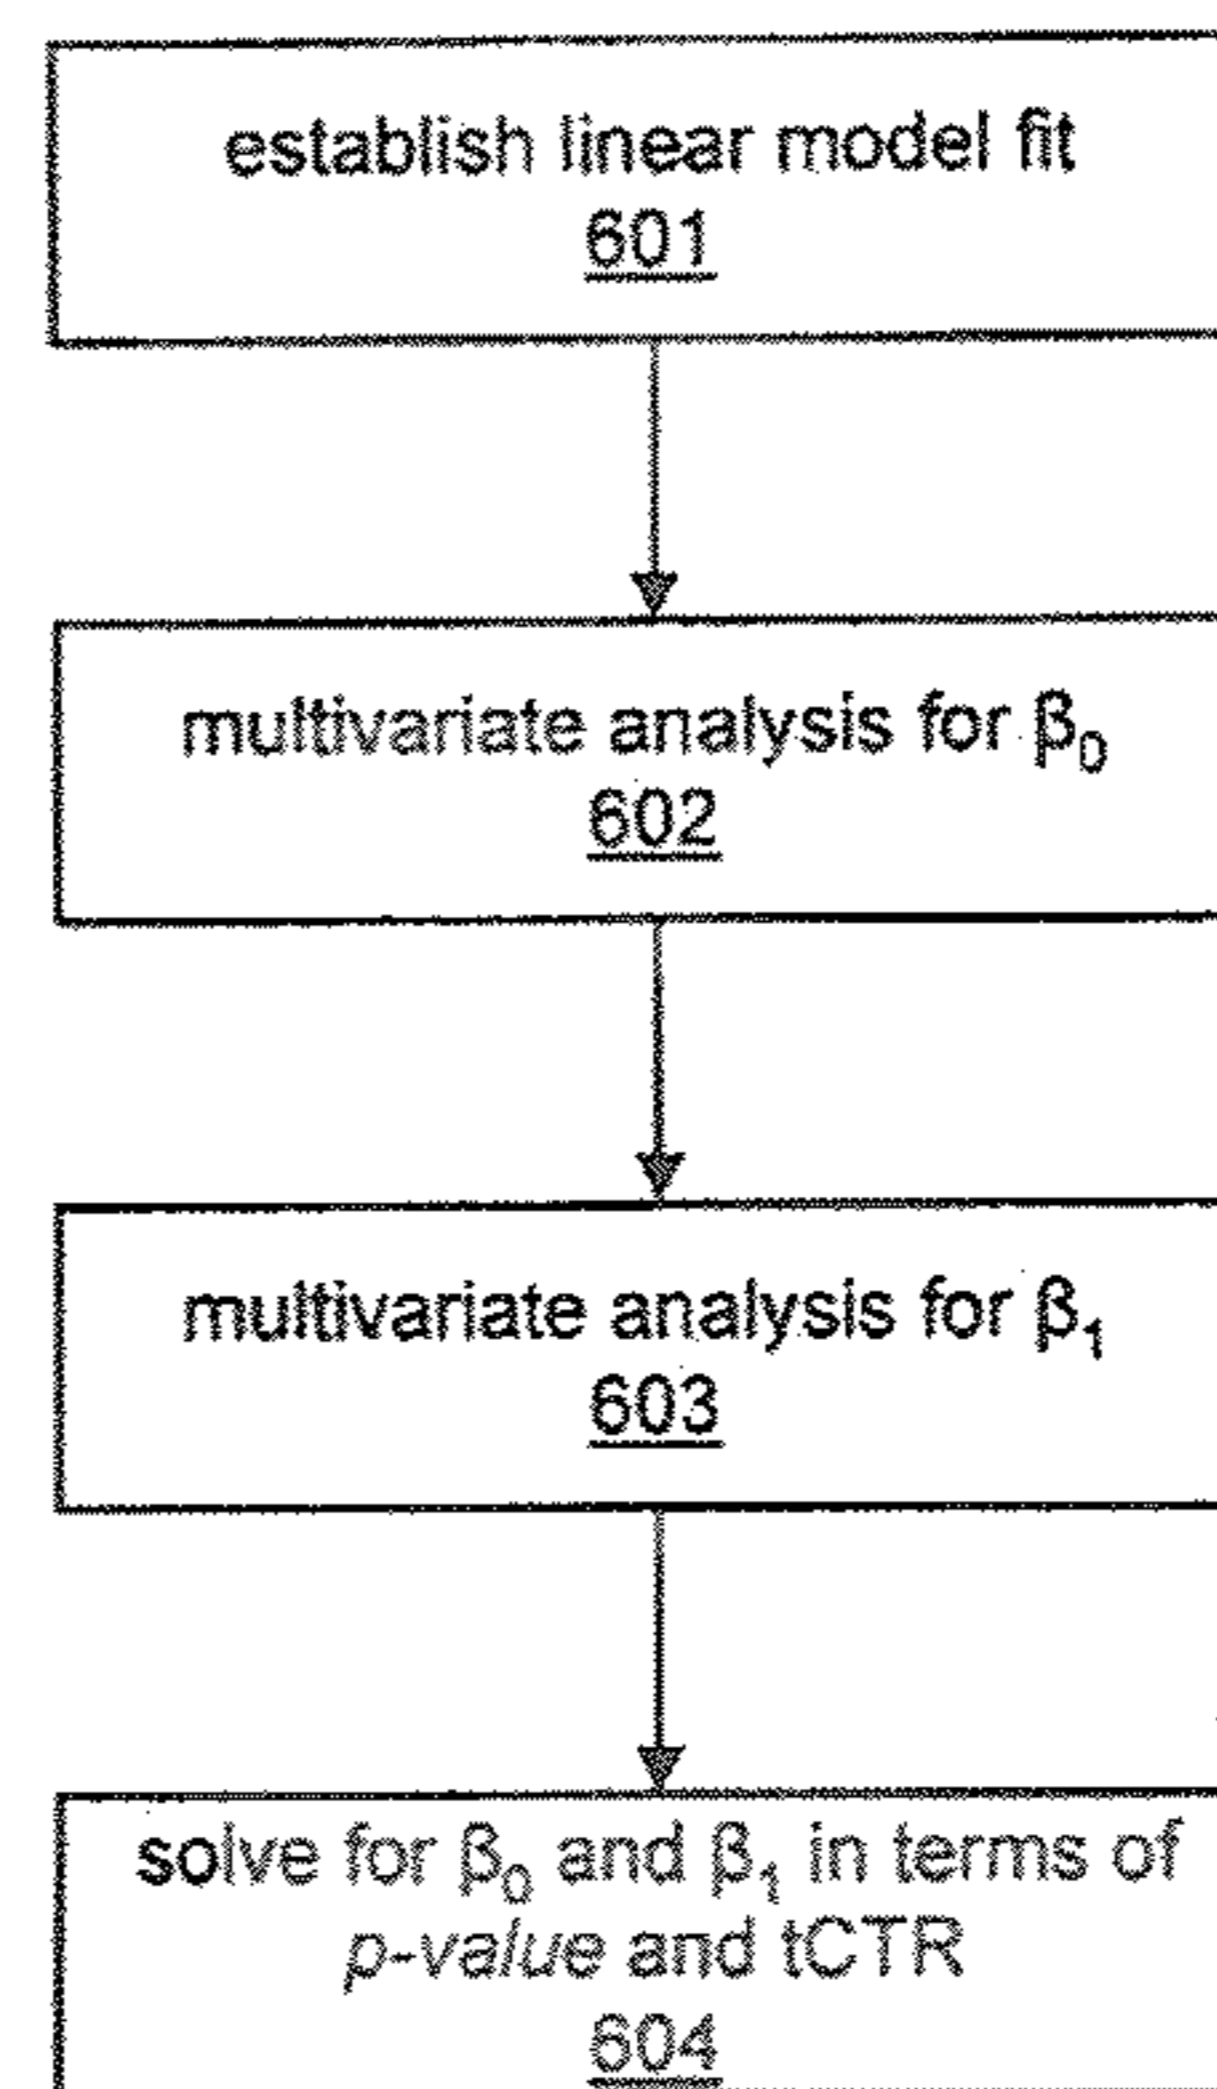 establish linear model fit
601
multivariate analysis for β₀
602
multivariate analysis for β₁
603
solve for β₀ and β₁ in terms of
p-value and tCTR
604